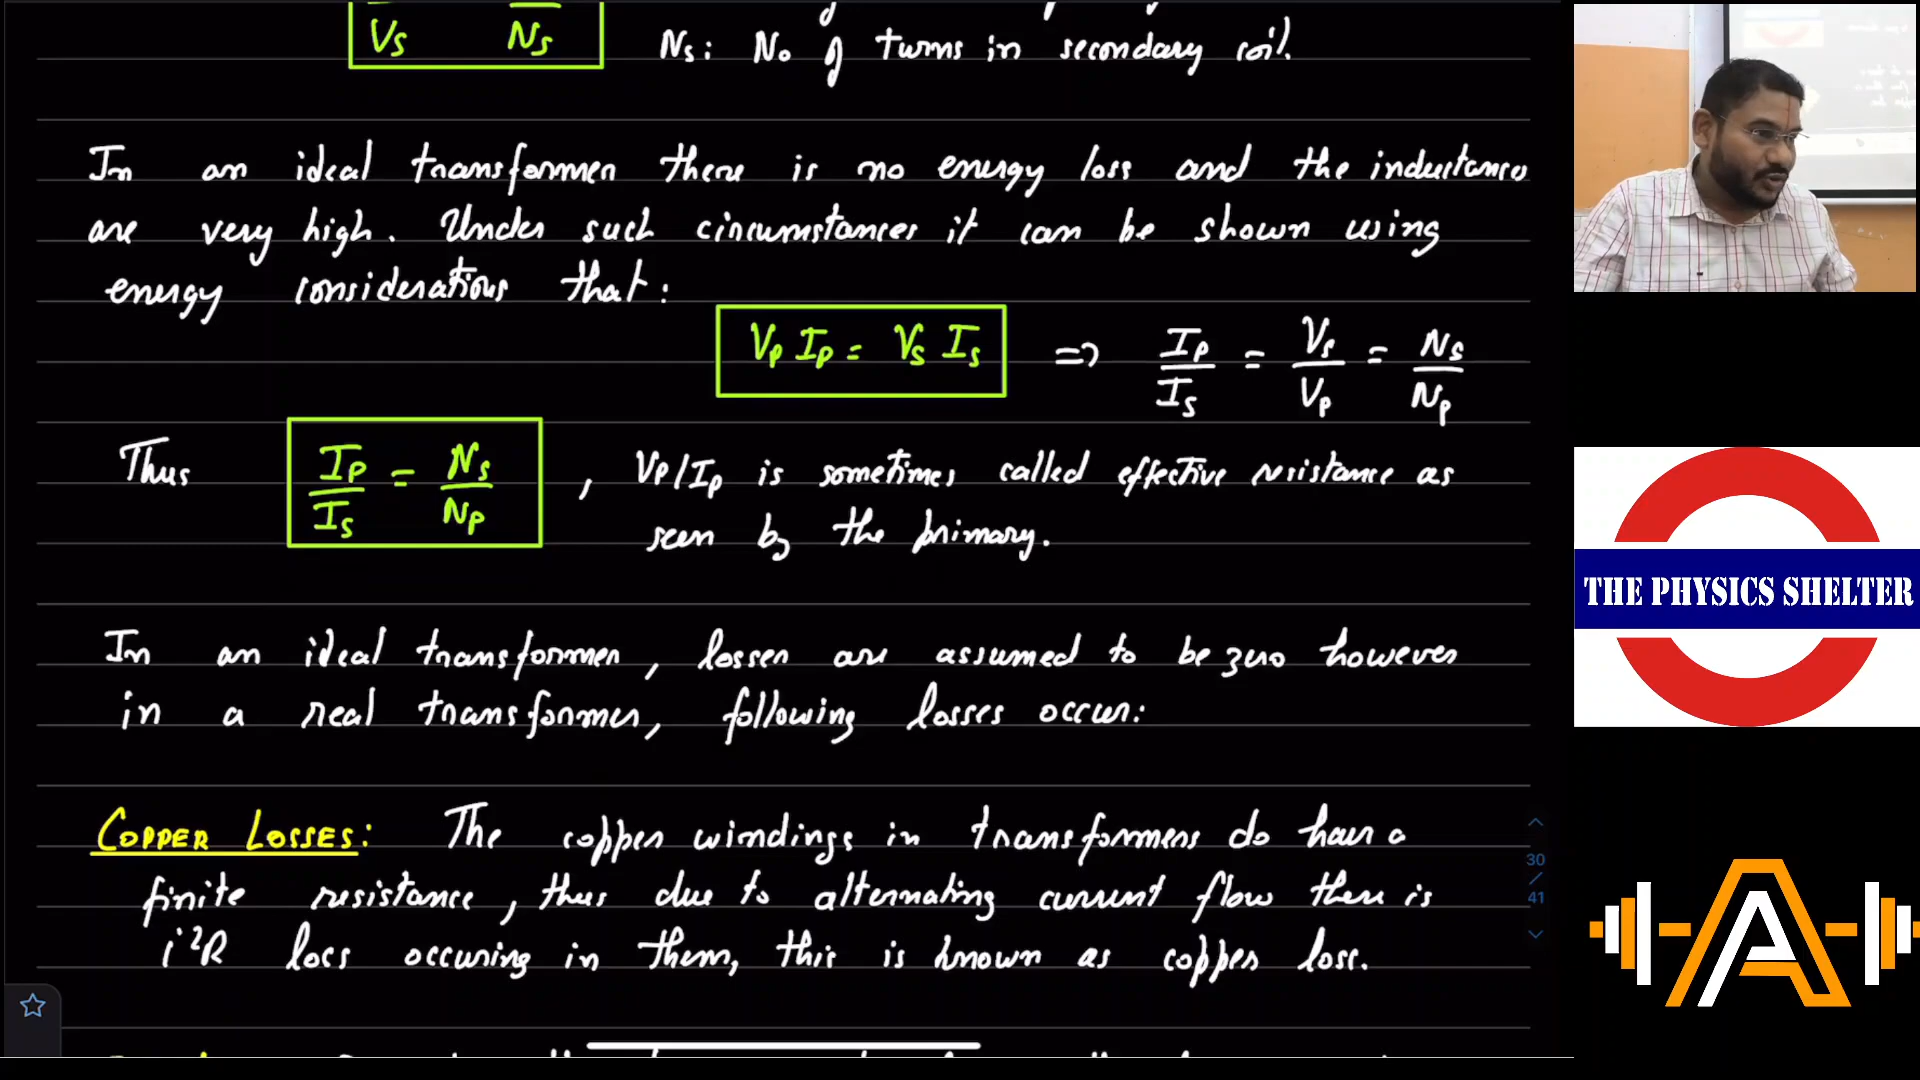 Vs Ns
Ns: No of turns in secondary coil.
In an ideal transformer there is no energy loss and the inductances
are very high. Under such circumstances it can be shown using
energy considerations that:
Vp Ip = Vs Is => Ip/Is = Vs/Vp = Ns/Np
Thus Ip/Is = Ns/Np , Vp/Ip is sometimes called effective resistance as
seen by the primary.
In an ideal transformer, losses are assumed to be zero however
in a real transformer, following losses occur:
COPPER LOSSES: The copper windings in transformers do have a
finite resistance, thus due to alternating current flow there is
i²R loss occuring in them, this is known as copper loss.
30
/
41
THE PHYSICS SHELTER